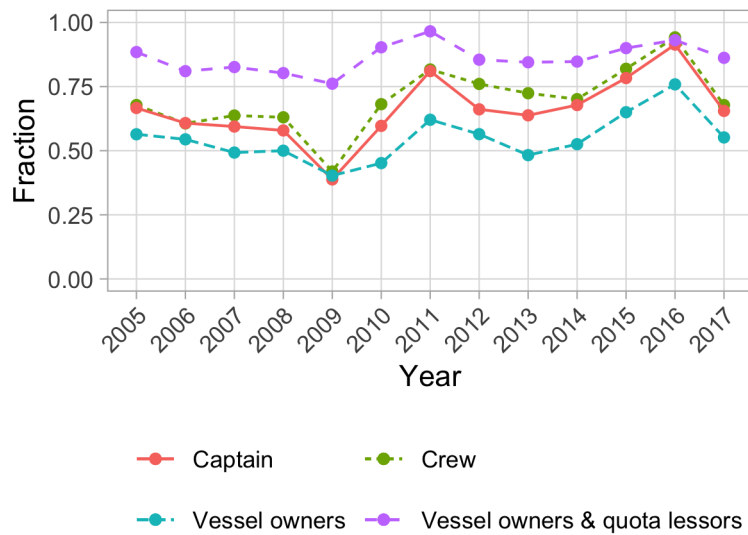 1.00
0.75
0.50
0.25
0.00
Fraction
2005 2006 2007 2008 2009 2010 2011 2012 2013 2014 2015 2016 2017
Year
Captain Crew
Vessel owners Vessel owners & quota lessors